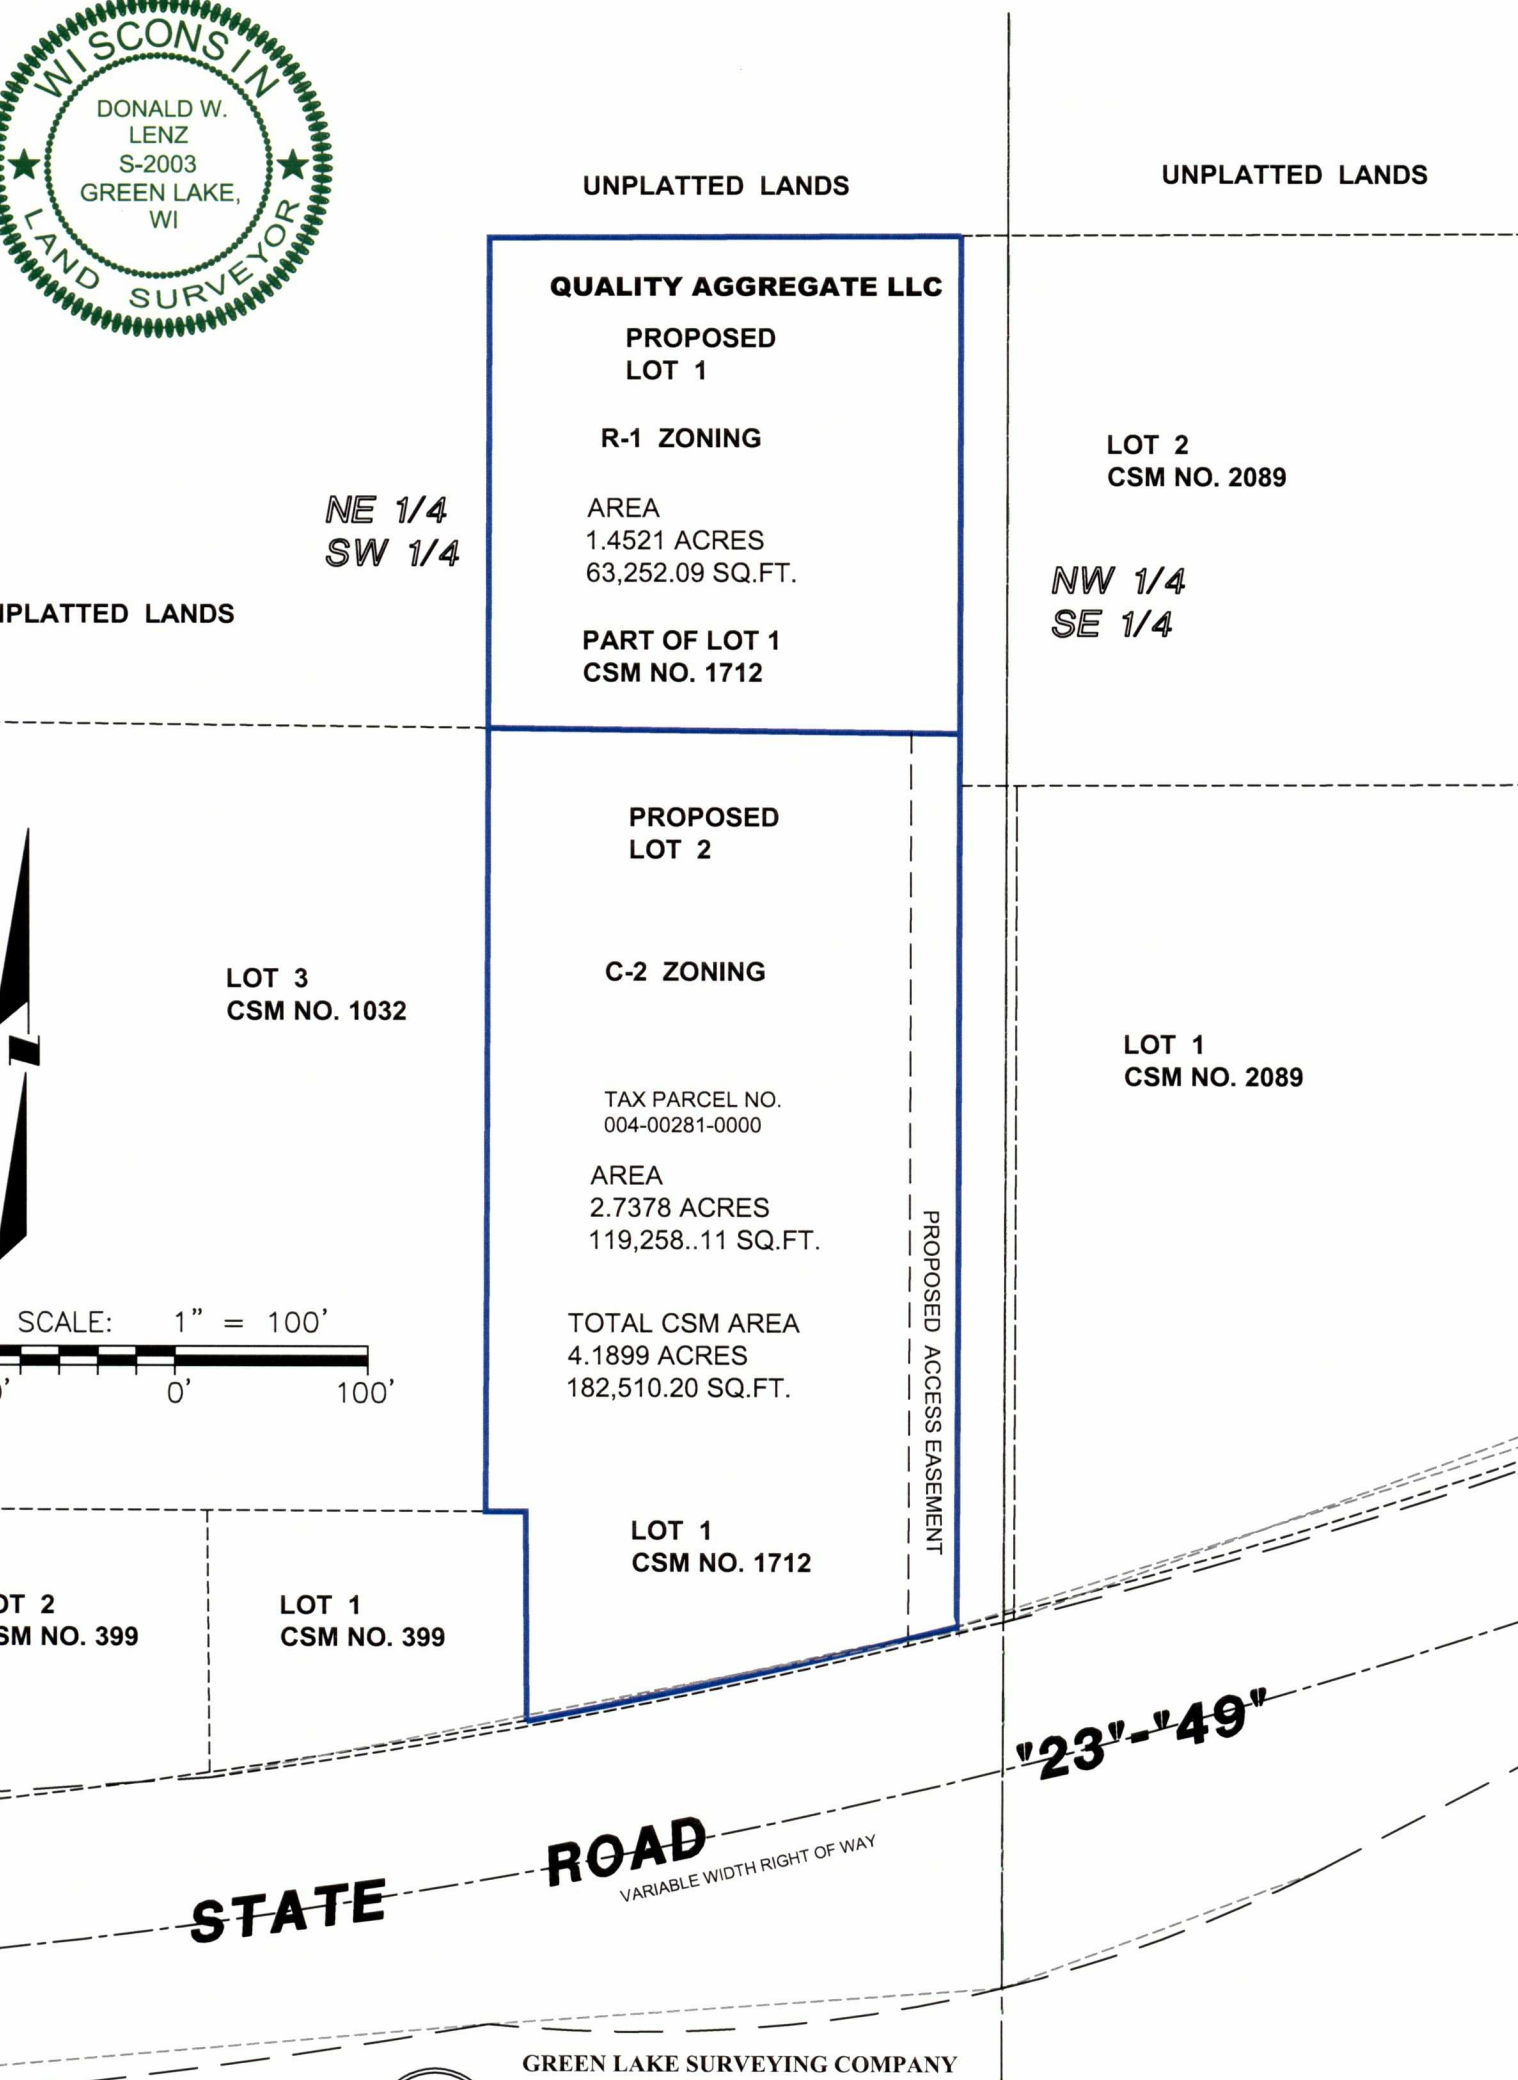 WISCONSIN
DONALD W.
LENZ
S-2003
GREEN LAKE,
WI
LAND SURVEYOR
UNPLATTED LANDS
UNPLATTED LANDS
QUALITY AGGREGATE LLC
PROPOSED
LOT 1
R-1 ZONING
AREA
1.4521 ACRES
63,252.09 SQ.FT.
PART OF LOT 1
CSM NO. 1712
NE 1/4
SW 1/4
LOT 2
CSM NO. 2089
NW 1/4
SE 1/4
IPLATTED LANDS
PROPOSED
LOT 2
C-2 ZONING
TAX PARCEL NO.
004-00281-0000
AREA
2.7378 ACRES
119,258..11 SQ.FT.
TOTAL CSM AREA
4.1899 ACRES
182,510.20 SQ.FT.
LOT 1
CSM NO. 1712
PROPOSED ACCESS EASEMENT
LOT 3
CSM NO. 1032
LOT 1
CSM NO. 2089
N
SCALE: 1" = 100'
0' 100'
OT 2
SM NO. 399
LOT 1
CSM NO. 399
STATE ROAD "23"-"49"
VARIABLE WIDTH RIGHT OF WAY
GREEN LAKE SURVEYING COMPANY